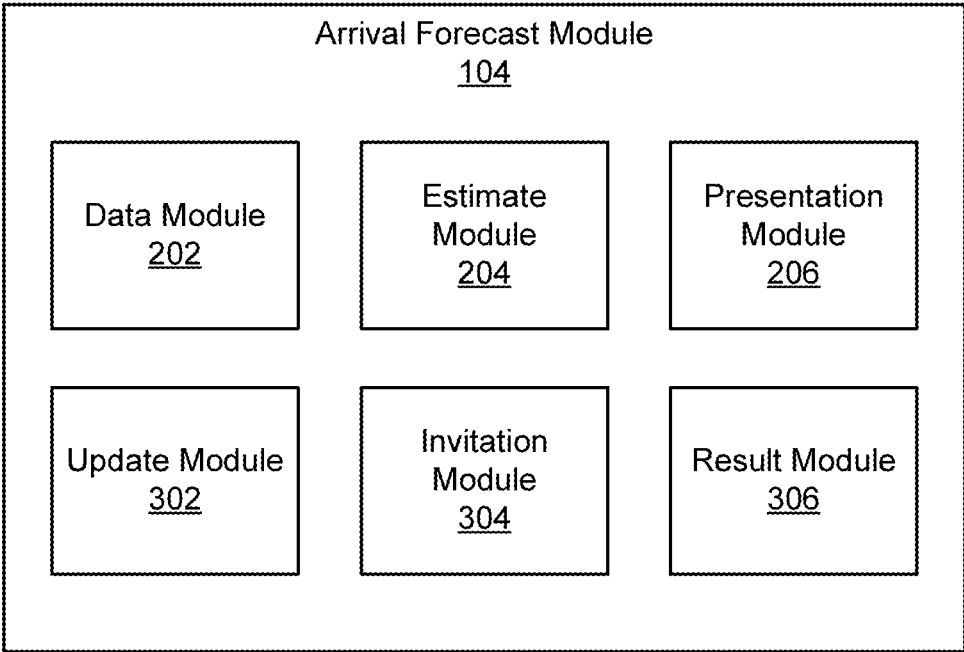 Arrival Forecast Module
104
Data Module
202
Estimate
Module
204
Presentation
Module
206
Update Module
302
Invitation
Module
304
Result Module
306